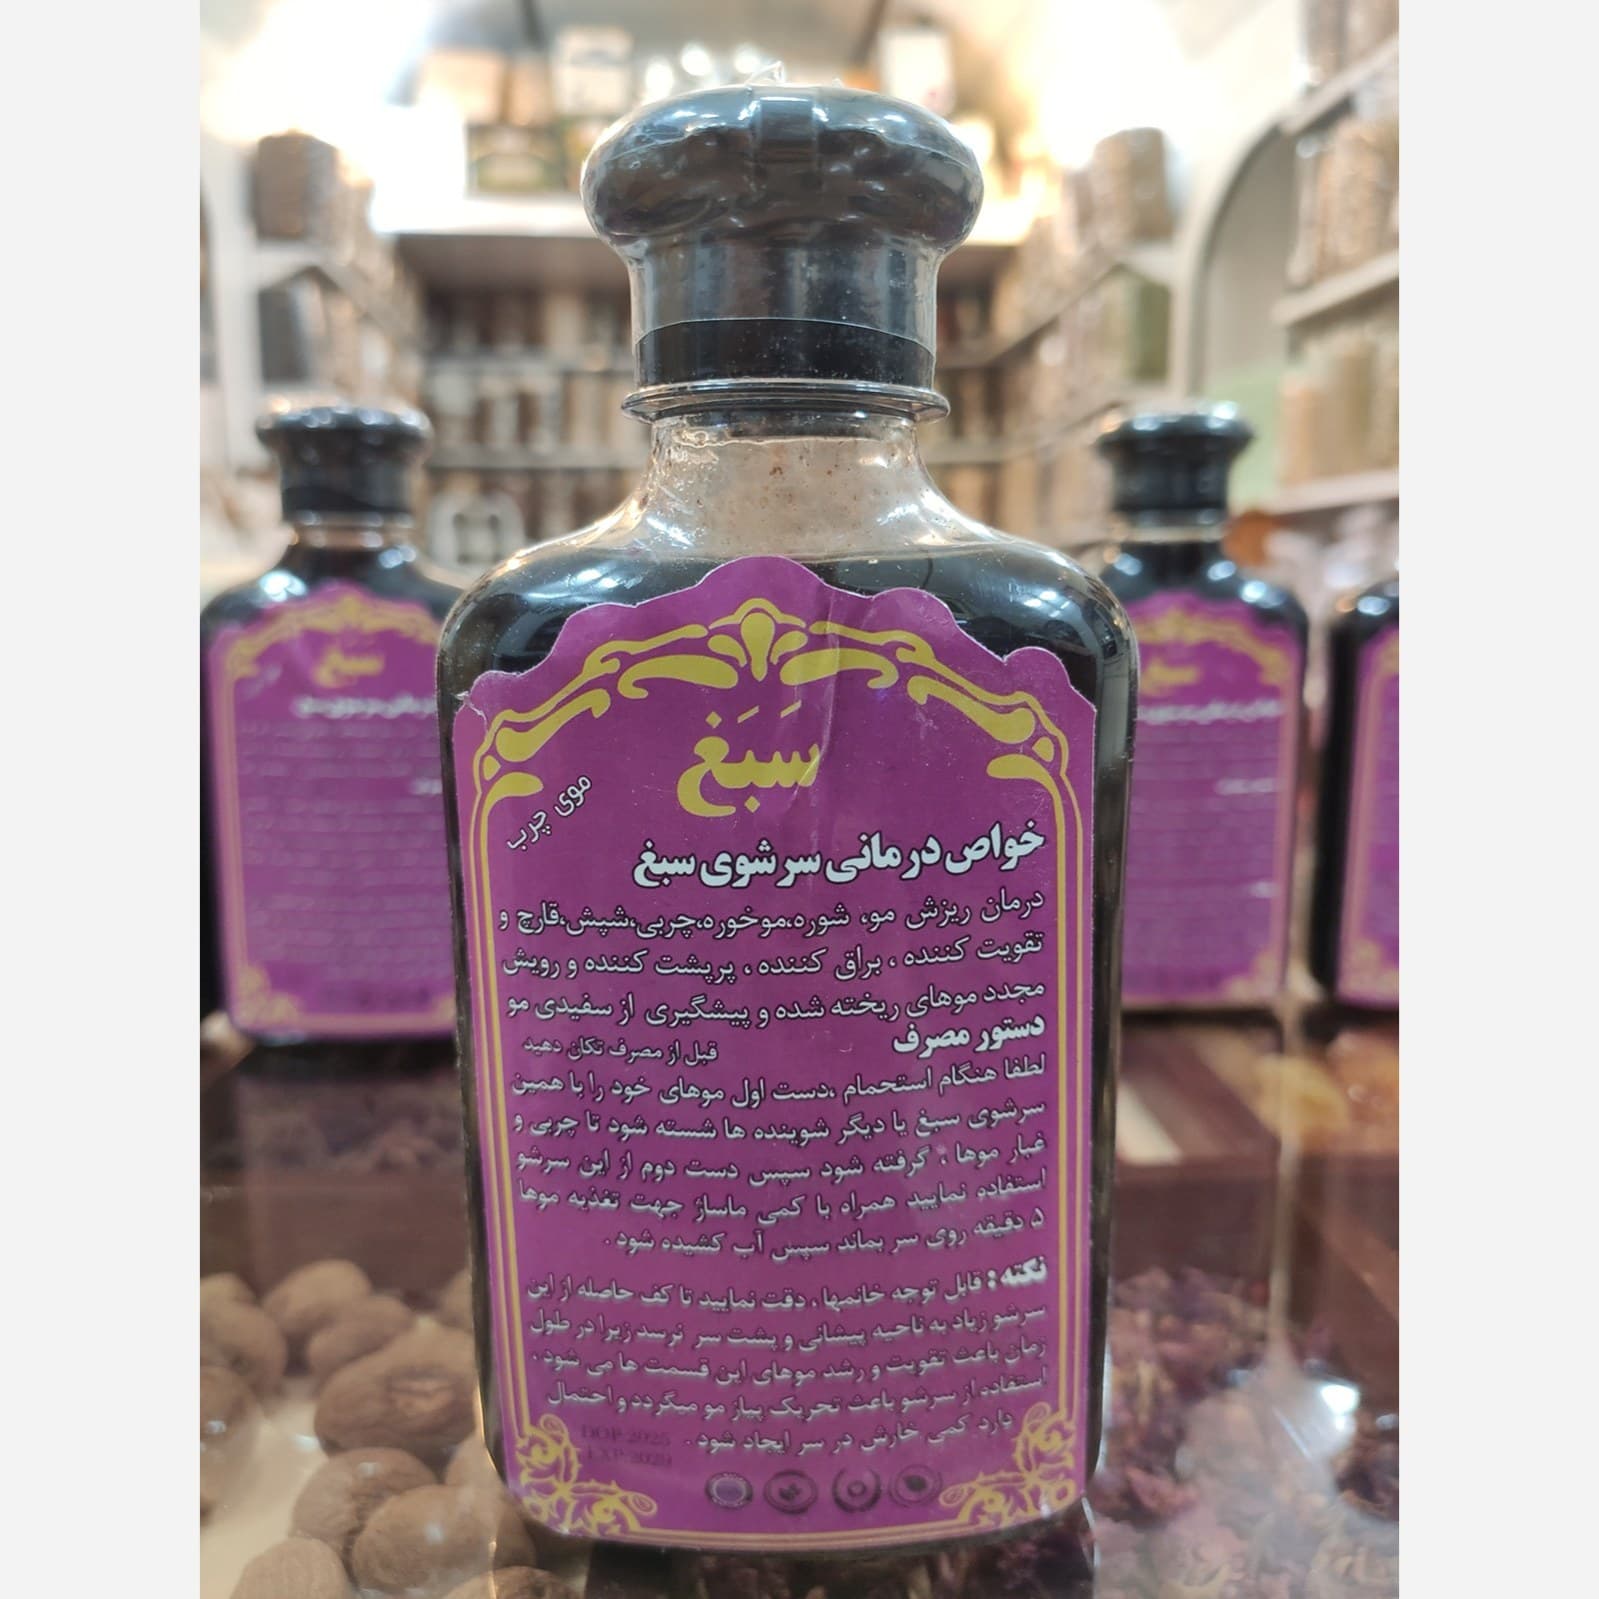 سَبَغ
موی چرب
خواص درمانی سرشوی سبغ
درمان ریزش مو، شوره،موخوره،چربی،شپش،قارچ و
تقویت کننده ، براق کننده ، پرپشت کننده و رویش
مجدد موهای ریخته شده و پیشگیری از سفیدی مو
دستور مصرف
قبل از مصرف تکان دهید
لطفا هنگام استحمام ،دست اول موهای خود را با همین
سرشوی سبغ یا دیگر شوینده ها شسته شود تا چربی و
غبار موها ، گرفته شود سپس دست دوم از این سرشو
استفاده نمایید همراه با کمی ماساژ جهت تغذیه موها
۵ دقیقه روی سر بماند سپس آب کشیده شود .
نکته : قابل توجه خانمها ، دقت نمایید تا کف حاصله از این
سرشو زیاد به ناحیه پیشانی و پشت سر نرسد زیرا در طول
زمان باعث تقویت و رشد موهای این قسمت ها می شود .
استفاده از سرشو باعث تحریک پیاز مو میگردد و احتمال
دارد کمی خارش در سر ایجاد شود .
DOP 2025
EXP 2029
سبغ
سبغ